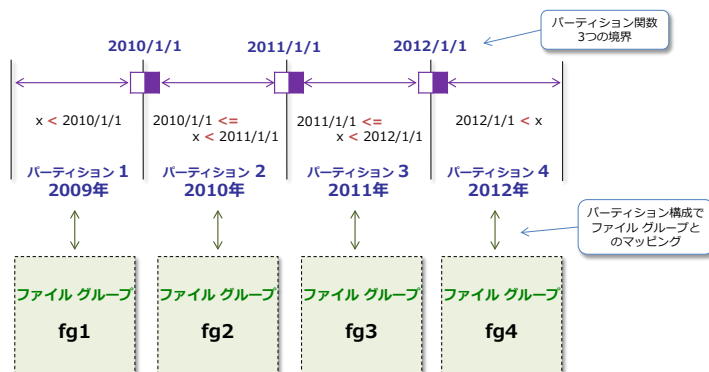 パーティション関数
3つの境界
2010/1/1
2011/1/1
2012/1/1
x < 2010/1/1
2010/1/1 <=
x < 2011/1/1
2011/1/1 <=
x < 2012/1/1
2012/1/1 < x
パーティション 1
2009年
パーティション 2
2010年
パーティション 3
2011年
パーティション 4
2012年
パーティション構成で
ファイル グループと
のマッピング
ファイル グループ
fg1
ファイル グループ
fg2
ファイル グループ
fg3
ファイル グループ
fg4